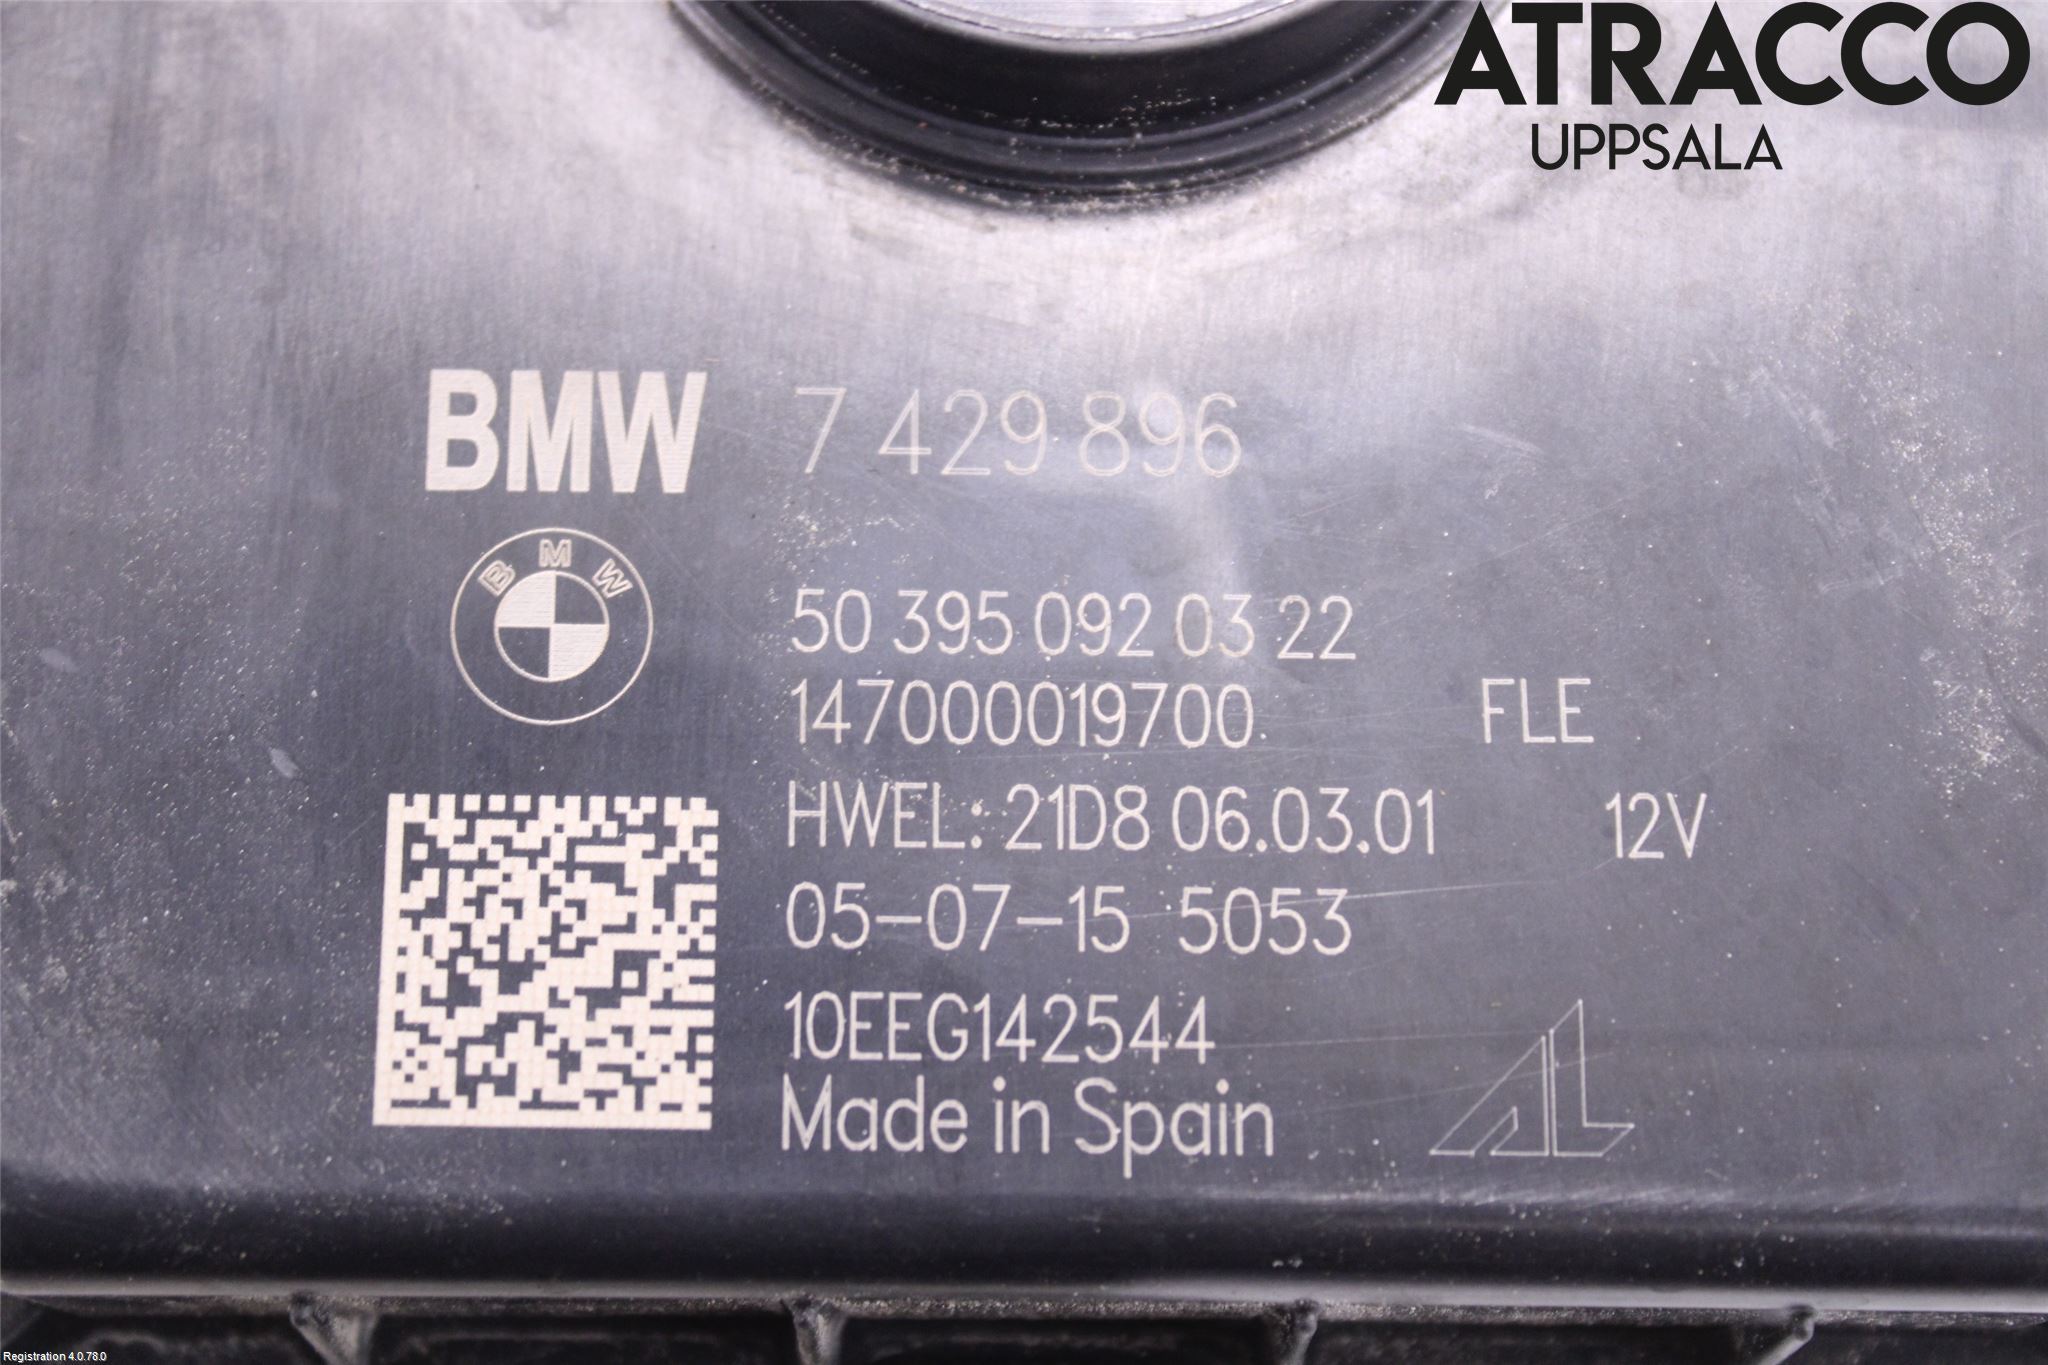 ATRACCO
UPPSALA
BMW 7 429 896
BMW
50 395 092 03 22
147000019700 FLE
HWEL: 21D8 06.03.01 12V
05-07-15 5053
10EEG142544
Made in Spain
AL
Registration 4.0.78.0